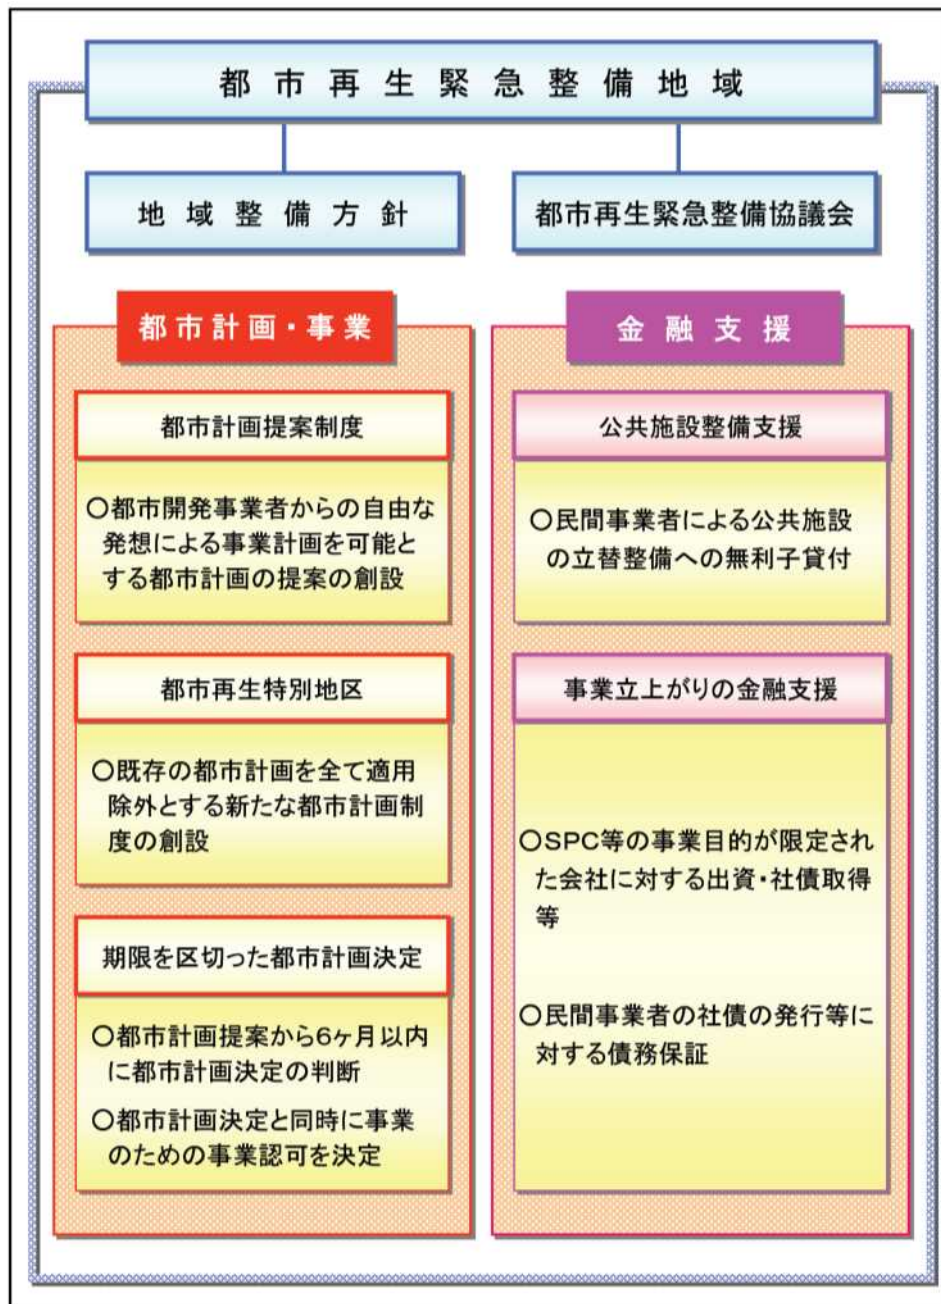 都市再生緊急整備地域
地域整備方針
都市再生緊急整備協議会
都市計画・事業
都市計画提案制度
○都市開発事業者からの自由な
発想による事業計画を可能と
する都市計画の提案の創設
都市再生特別地区
○既存の都市計画を全て適用
除外とする新たな都市計画制
度の創設
期限を区切った都市計画決定
○都市計画提案から6ヶ月以内
に都市計画決定の判断
○都市計画決定と同時に事業
のための事業認可を決定
金融支援
公共施設整備支援
○民間事業者による公共施設
の立替整備への無利子貸付
事業立上がりの金融支援
○SPC等の事業目的が限定され
た会社に対する出資・社債取得
等
○民間事業者の社債の発行等に
対する債務保証